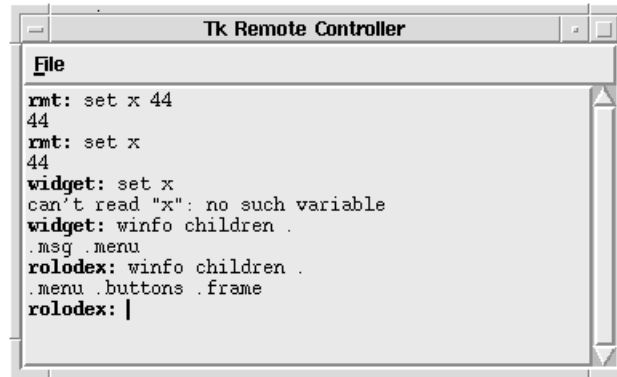 Tk Remote Controller
File
rmt: set x 44
44
rmt: set x
44
widget: set x
can't read "x": no such variable
widget: winfo children .
.msg .menu
rolodex: winfo children .
.menu .buttons .frame
rolodex: